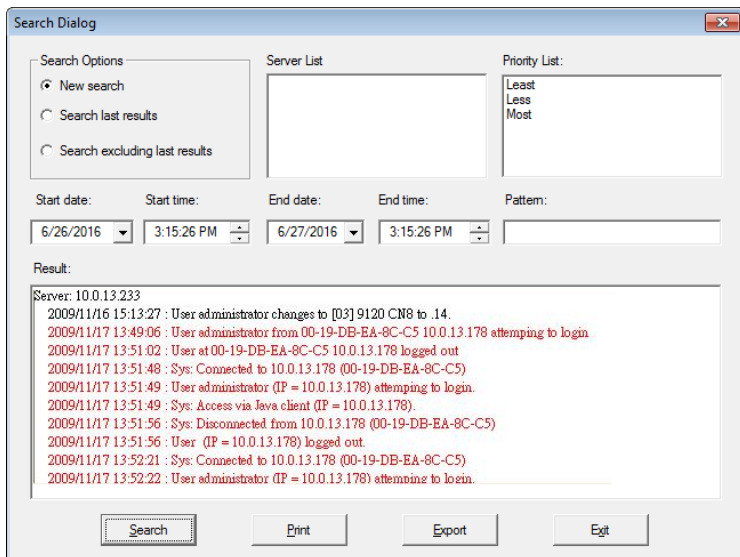 Search Dialog
Search Options
New search
Search last results
Search excluding last results
Server List
Priority List:
Least
Less
Most
Start date:
Start time:
End date:
End time:
Pattern:
6/26/2016
3:15:26 PM
6/27/2016
3:15:26 PM
Result:
Server: 10.0.13.233
2009/11/16 15:13:27 : User administrator changes to [03] 9120 CN8 to .14.
2009/11/17 13:49:06 : User administrator from 00-19-DB-EA-8C-C5 10.0.13.178 attemping to login
2009/11/17 13:51:02 : User at 00-19-DB-EA-8C-C5 10.0.13.178 logged out
2009/11/17 13:51:48 : Sys: Connected to 10.0.13.178 (00-19-DB-EA-8C-C5)
2009/11/17 13:51:49 : User administrator (IP = 10.0.13.178) attemping to login.
2009/11/17 13:51:49 : Sys: Access via Java client (IP = 10.0.13.178).
2009/11/17 13:51:56 : Sys: Disconnected from 10.0.13.178 (00-19-DB-EA-8C-C5)
2009/11/17 13:51:56 : User (IP = 10.0.13.178) logged out.
2009/11/17 13:52:21 : Sys: Connected to 10.0.13.178 (00-19-DB-EA-8C-C5)
2009/11/17 13:52:22 : User administrator (IP = 10.0.13.178) attemping to login.
Search
Print
Export
Exit